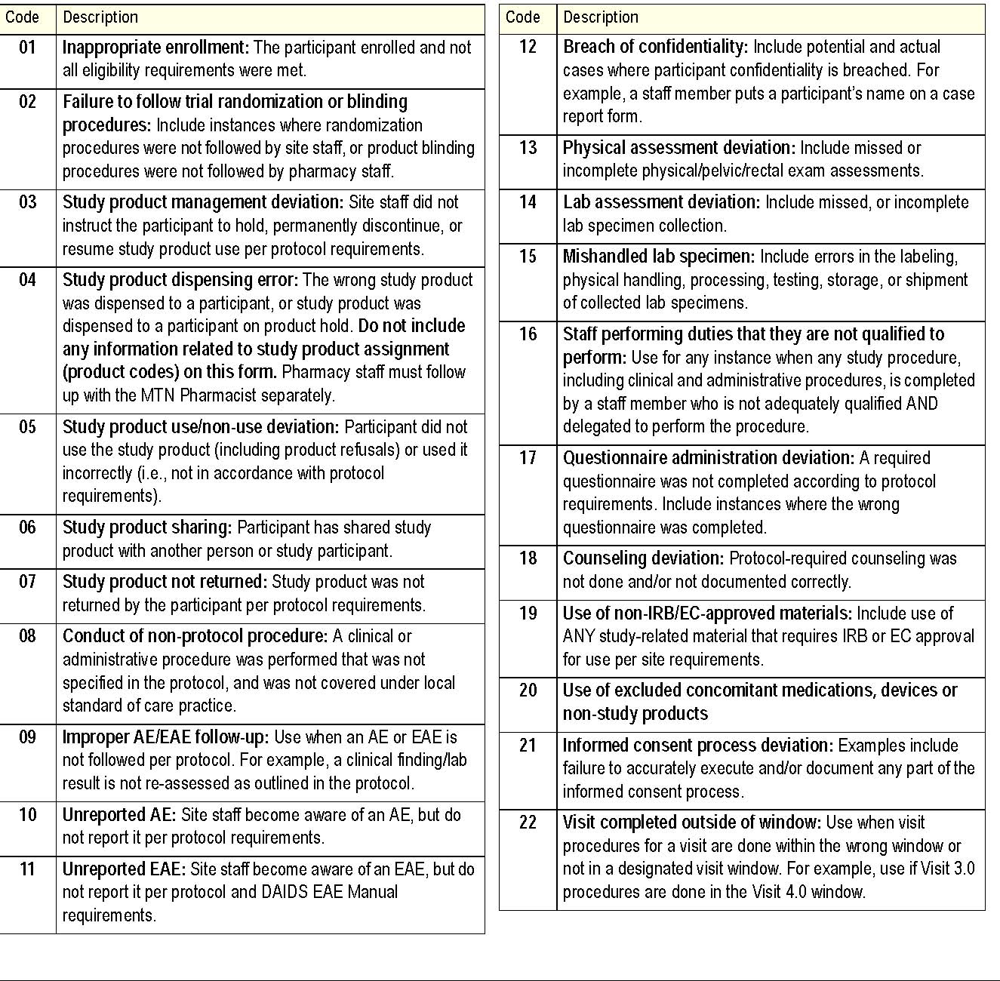 Code Description
01 Inappropriate enrollment: The participant enrolled and not
all eligibility requirements were met.
02 Failure to follow trial randomization or blinding
procedures: Include instances where randomization
procedures were not followed by site staff, or product blinding
procedures were not followed by pharmacy staff.
03 Study product management deviation: Site staff did not
instruct the participant to hold, permanently discontinue, or
resume study product use per protocol requirements.
04 Study product dispensing error: The wrong study product
was dispensed to a participant, or study product was
dispensed to a participant on product hold. Do not include
any information related to study product assignment
(product codes) on this form. Pharmacy staff must follow
up with the MTN Pharmacist separately.
05 Study product use/non-use deviation: Participant did not
use the study product (including product refusals) or used it
incorrectly (i.e., not in accordance with protocol
requirements).
06 Study product sharing: Participant has shared study
product with another person or study participant.
07 Study product not returned: Study product was not
returned by the participant per protocol requirements.
08 Conduct of non-protocol procedure: A clinical or
administrative procedure was performed that was not
specified in the protocol, and was not covered under local
standard of care practice.
09 Improper AE/EAE follow-up: Use when an AE or EAE is
not followed per protocol. For example, a clinical finding/lab
result is not re-assessed as outlined in the protocol.
10 Unreported AE: Site staff become aware of an AE, but do
not report it per protocol requirements.
11 Unreported EAE: Site staff become aware of an EAE, but do
not report it per protocol and DAIDS EAE Manual
requirements.
Code Description
12 Breach of confidentiality: Include potential and actual
cases where participant confidentiality is breached. For
example, a staff member puts a participant's name on a case
report form.
13 Physical assessment deviation: Include missed or
incomplete physical/pelvic/rectal exam assessments.
14 Lab assessment deviation: Include missed, or incomplete
lab specimen collection.
15 Mishandled lab specimen: Include errors in the labeling,
physical handling, processing, testing, storage, or shipment
of collected lab specimens.
16 Staff performing duties that they are not qualified to
perform: Use for any instance when any study procedure,
including clinical and administrative procedures, is completed
by a staff member who is not adequately qualified AND
delegated to perform the procedure.
17 Questionnaire administration deviation: A required
questionnaire was not completed according to protocol
requirements. Include instances where the wrong
questionnaire was completed.
18 Counseling deviation: Protocol-required counseling was
not done and/or not documented correctly.
19 Use of non-IRB/EC-approved materials: Include use of
ANY study-related material that requires IRB or EC approval
for use per site requirements.
20 Use of excluded concomitant medications, devices or
non-study products
21 Informed consent process deviation: Examples include
failure to accurately execute and/or document any part of the
informed consent process.
22 Visit completed outside of window: Use when visit
procedures for a visit are done within the wrong window or
not in a designated visit window. For example, use if Visit 3.0
procedures are done in the Visit 4.0 window.